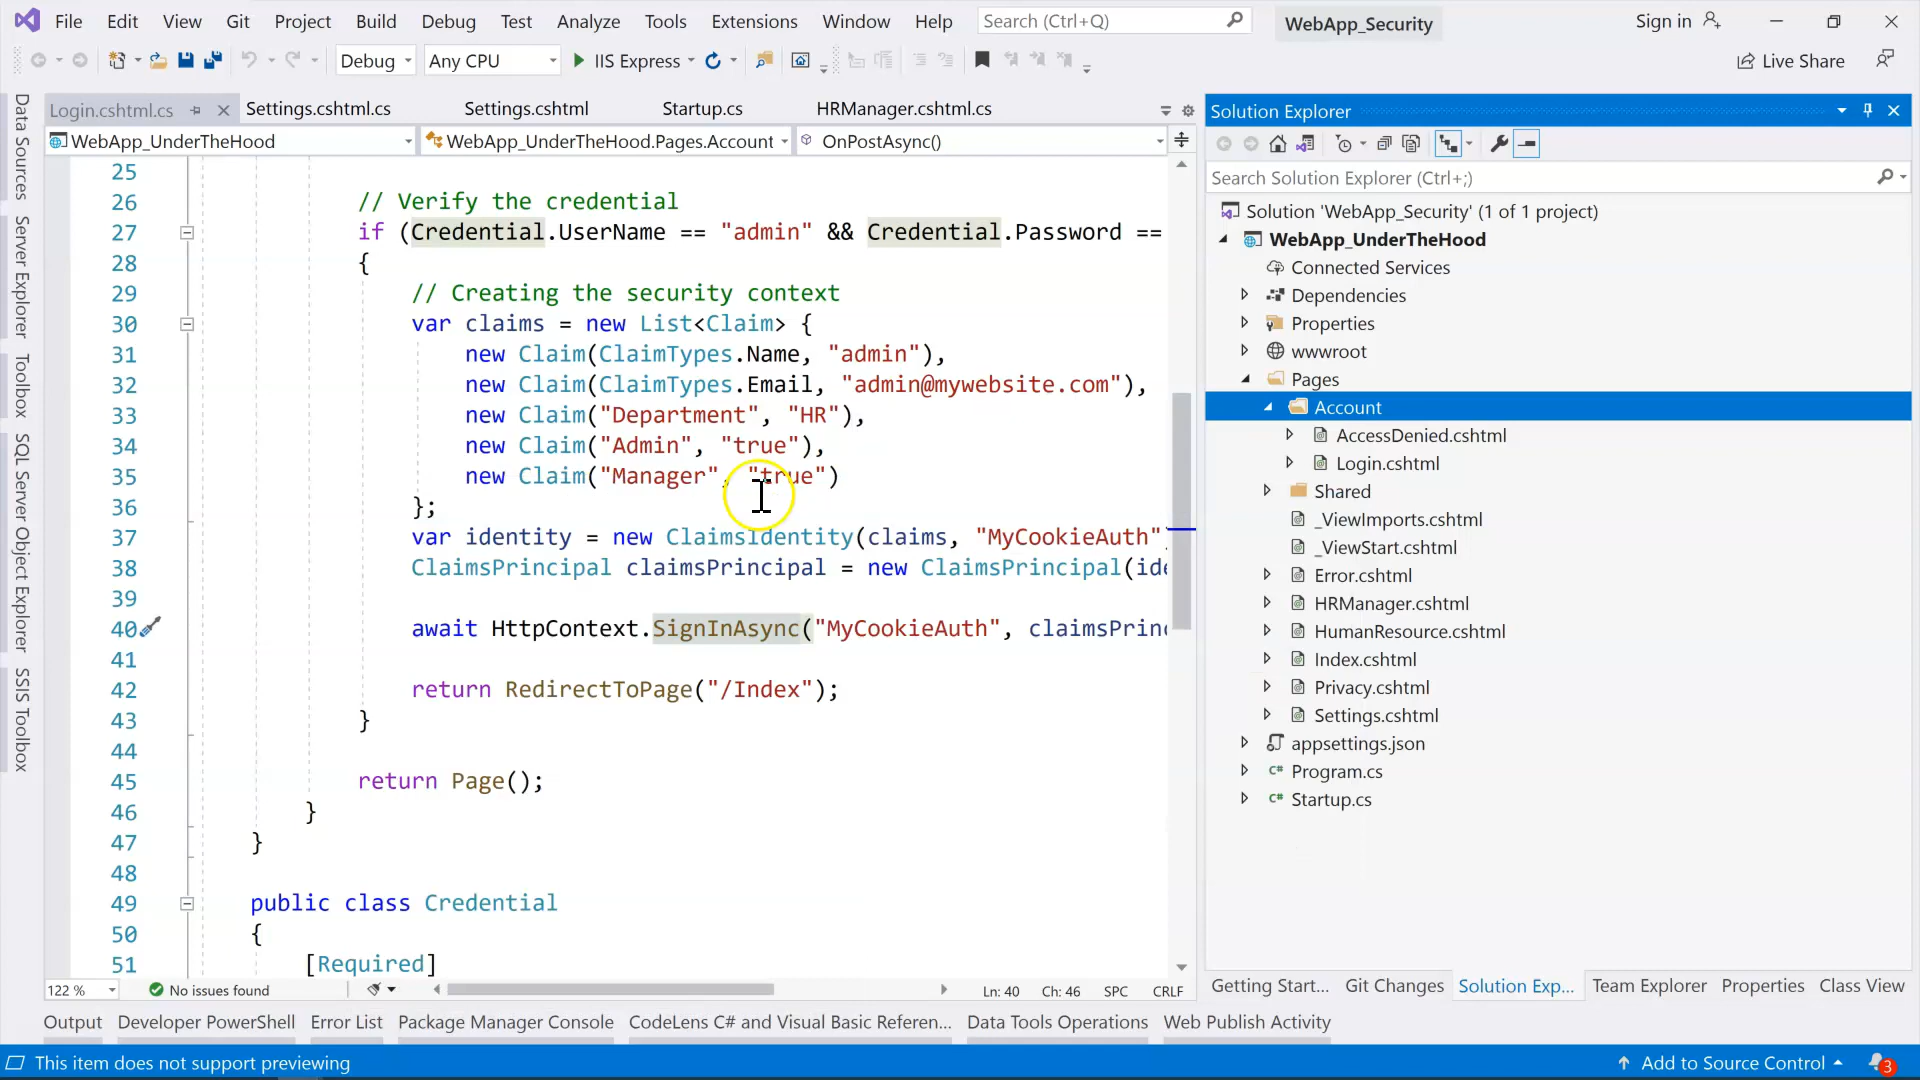 File Edit View Git Project Build Debug Test Analyze Tools Extensions Window Help Search (Ctrl+Q) WebApp_Security Sign in
Debug Any CPU IIS Express Live Share
Login.cshtml.cs Settings.cshtml.cs Settings.cshtml Startup.cs HRManager.cshtml.cs
WebApp_UnderTheHood WebApp_UnderTheHood.Pages.Account OnPostAsync()
Data Sources
Server Explorer
Toolbox
SQL Server Object Explorer
SSIS Toolbox
25
26 // Verify the credential
27 if (Credential.UserName == "admin" && Credential.Password ==
28 {
29 // Creating the security context
30 var claims = new List<Claim> {
31 new Claim(ClaimTypes.Name, "admin"),
32 new Claim(ClaimTypes.Email, "admin@mywebsite.com"),
33 new Claim("Department", "HR"),
34 new Claim("Admin", "true"),
35 new Claim("Manager", "true")
36 };
37 var identity = new ClaimsIdentity(claims, "MyCookieAuth"
38 ClaimsPrincipal claimsPrincipal = new ClaimsPrincipal(ide
39
40 await HttpContext.SignInAsync("MyCookieAuth", claimsPrinc
41
42 return RedirectToPage("/Index");
43 }
44
45 return Page();
46 }
47 }
48
49 public class Credential
50 {
51 [Required]
122 % No issues found Ln: 40 Ch: 46 SPC CRLF
Solution Explorer
Search Solution Explorer (Ctrl+;)
Solution 'WebApp_Security' (1 of 1 project)
WebApp_UnderTheHood
Connected Services
Dependencies
Properties
wwwroot
Pages
Account
AccessDenied.cshtml
Login.cshtml
Shared
_ViewImports.cshtml
_ViewStart.cshtml
Error.cshtml
HRManager.cshtml
HumanResource.cshtml
Index.cshtml
Privacy.cshtml
Settings.cshtml
appsettings.json
C# Program.cs
C# Startup.cs
Getting Start... Git Changes Solution Exp... Team Explorer Properties Class View
Output Developer PowerShell Error List Package Manager Console CodeLens C# and Visual Basic Referen... Data Tools Operations Web Publish Activity
This item does not support previewing Add to Source Control 3